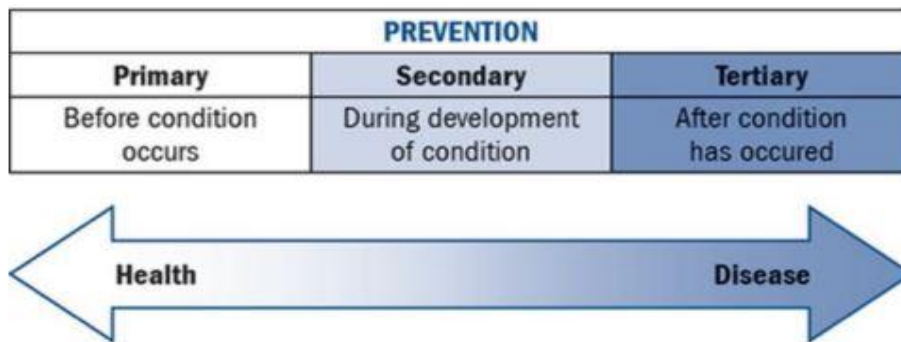 PREVENTION
Primary Secondary Tertiary
Before condition During development After condition
occurs of condition has occured
Health Disease